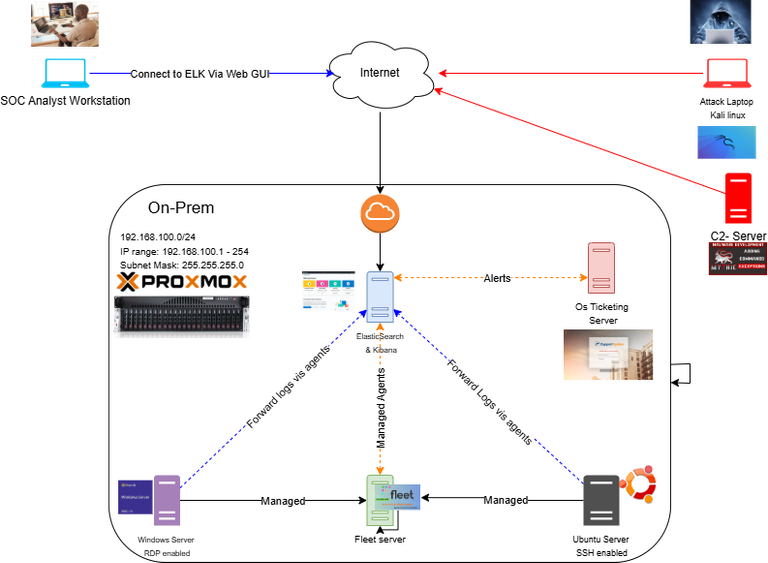 Connect to ELK Via Web GUI
Internet
SOC Analyst Workstation
Attack Laptop
Kali linux
C2- Server
MYTHIC
On-Prem
192.168.100.0/24
IP range: 192.168.100.1 - 254
Subnet Mask: 255.255.255.0
PROXMOX
Alerts
Os Ticketing
Server
ElasticSearch
& Kibana
Forward logs vis agents
Managed Agents
Forward Logs vis agents
Windows Server
fleet
Managed
Managed
Windows Server
RDP enabled
Fleet server
Ubuntu Server
SSH enabled